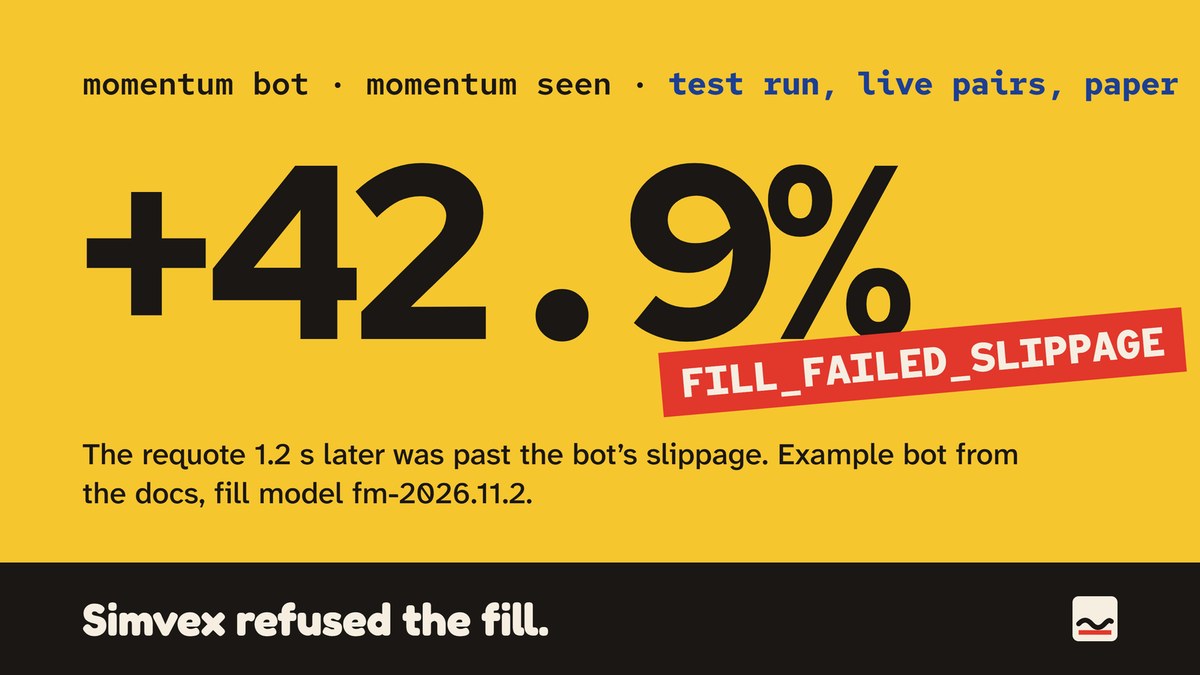 momentum bot · momentum seen · test run, live pairs, paper
+42.9%
FILL_FAILED_SLIPPAGE
The requote 1.2 s later was past the bot’s slippage. Example bot from
the docs, fill model fm-2026.11.2.
Simvex refused the fill.